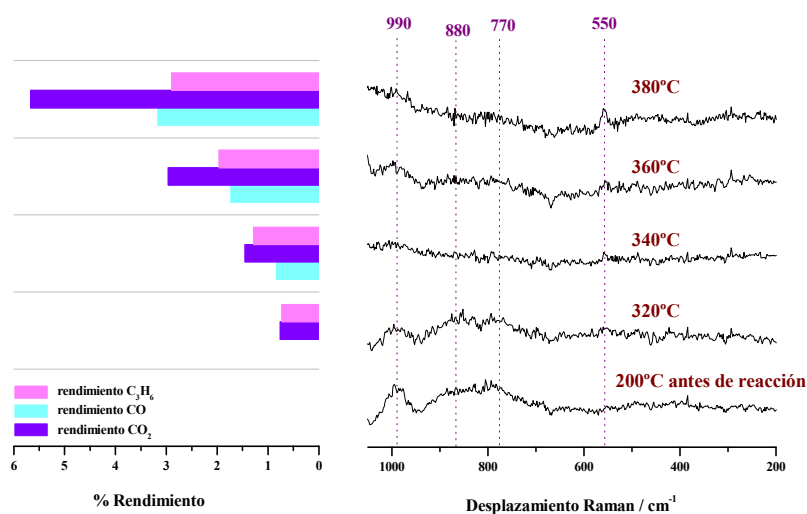 990
880
770
550
380ºC
360ºC
340ºC
320ºC
200ºC antes de reacción
rendimiento C₃H₆
rendimiento CO
rendimiento CO₂
6 5 4 3 2 1 0
% Rendimiento
1000 800 600 400 200
Desplazamiento Raman / cm⁻¹